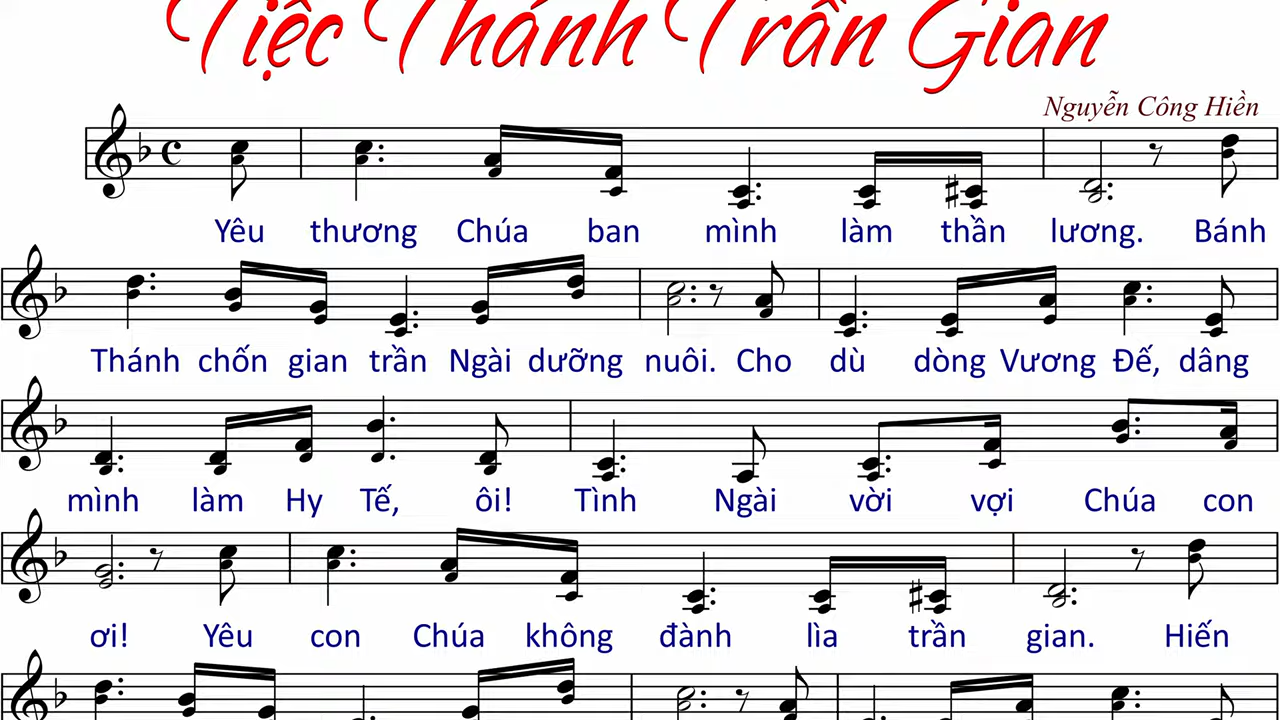 Tiệc Thánh Trần Gian
Nguyễn Công Hiền
Yêu thương Chúa ban mình làm thần lương. Bánh
Thánh chốn gian trần Ngài dưỡng nuôi. Cho dù dòng Vương Đế, dâng
mình làm Hy Tế, ôi! Tình Ngài vời vợi Chúa con
ơi! Yêu con Chúa không đành lìa trần gian. Hiến